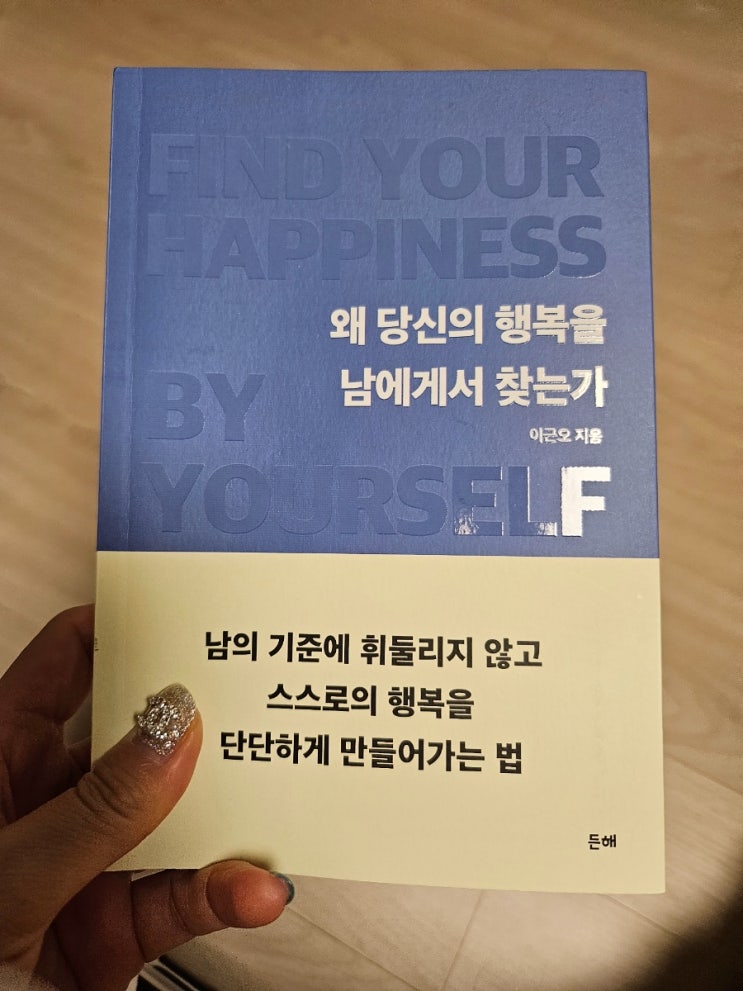 FIND YOUR
HAPPINESS
왜 당신의 행복을
남에게서 찾는가
BY
이근오 지음
YOURSELF
남의 기준에 휘둘리지 않고
스스로의 행복을
단단하게 만들어가는 법
든해